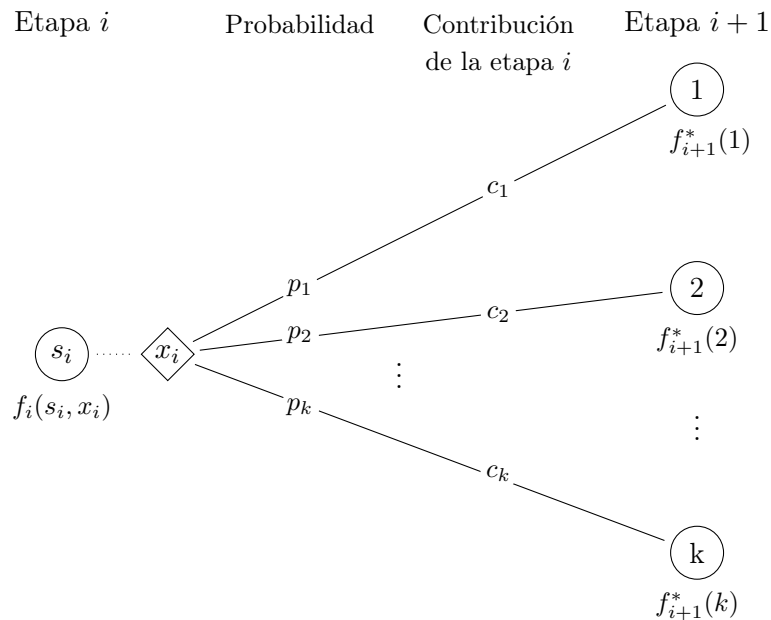 Etapa i
Probabilidad
Contribución
de la etapa i
Etapa i + 1
1
f*i+1(1)
c1
p1
2
f*i+1(2)
c2
p2
si
xi
fi(si, xi)
⋮
pk
⋮
ck
k
f*i+1(k)